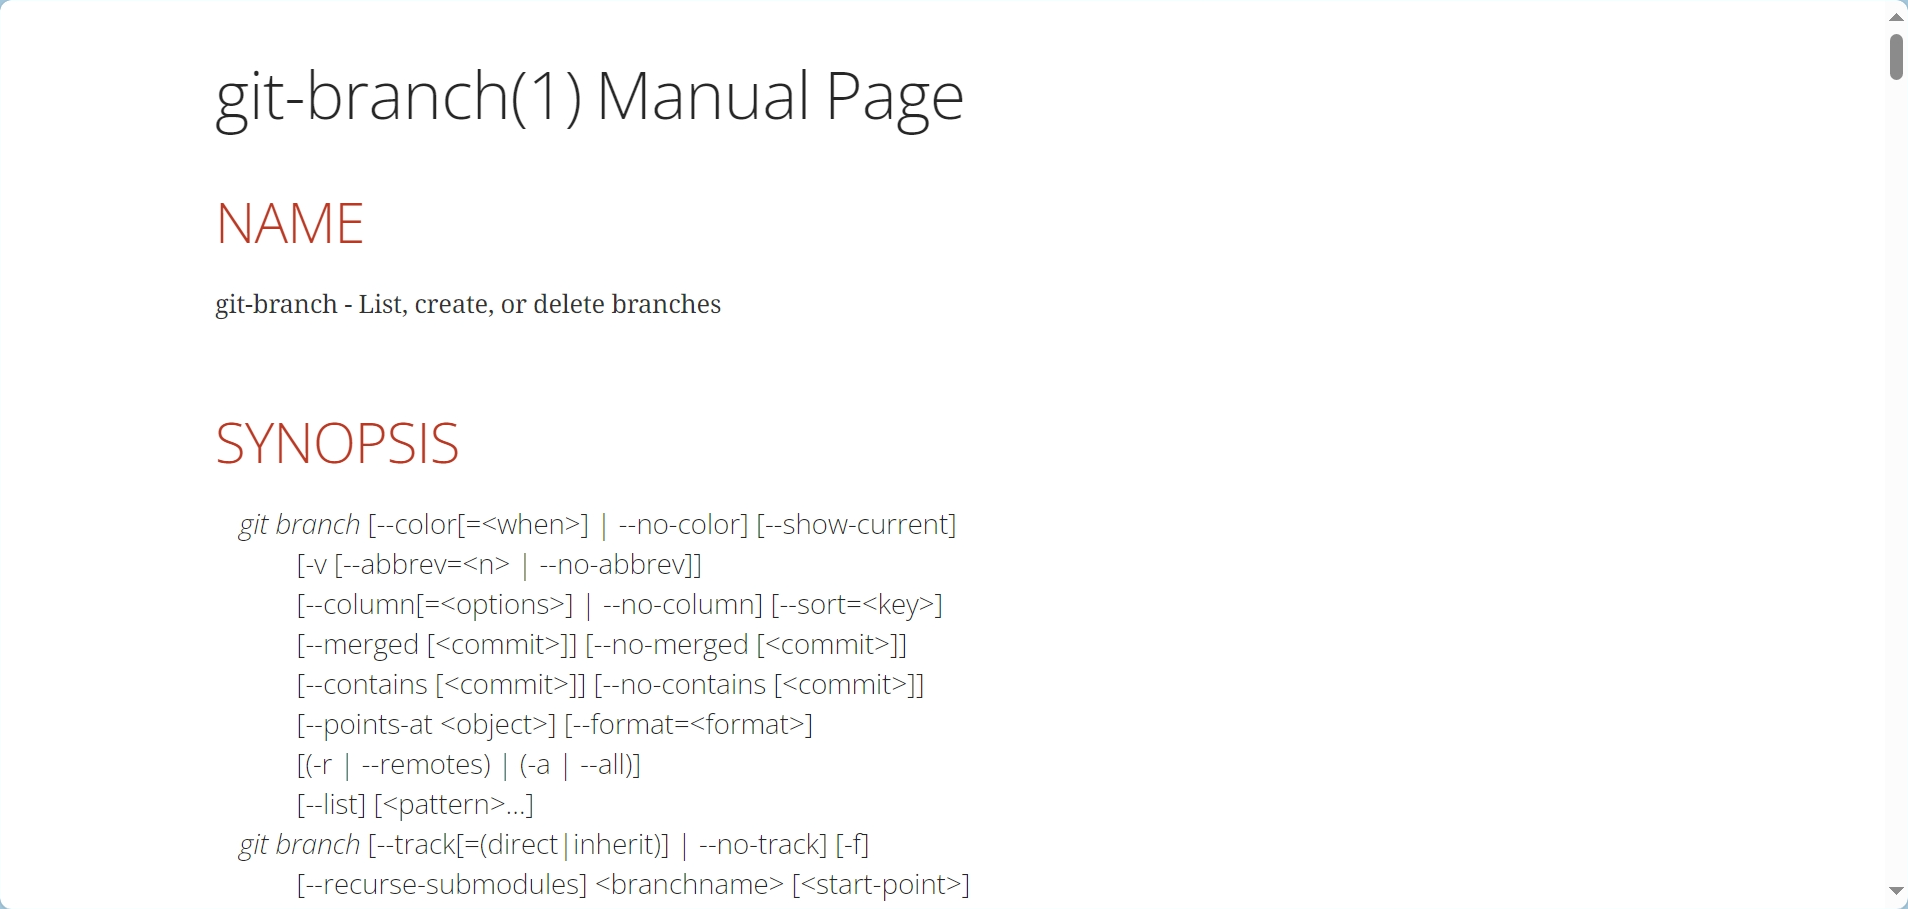 git-branch(1) Manual Page
NAME
git-branch - List, create, or delete branches
SYNOPSIS
git branch [--color[=<when>] | --no-color] [--show-current]
[-v [--abbrev=<n> | --no-abbrev]]
[--column[=<options>] | --no-column] [--sort=<key>]
[--merged [<commit>]] [--no-merged [<commit>]]
[--contains [<commit>]] [--no-contains [<commit>]]
[--points-at <object>] [--format=<format>]
[(-r | --remotes) | (-a | --all)]
[--list] [<pattern>…]
git branch [--track[=(direct|inherit)] | --no-track] [-f]
[--recurse-submodules] <branchname> [<start-point>]